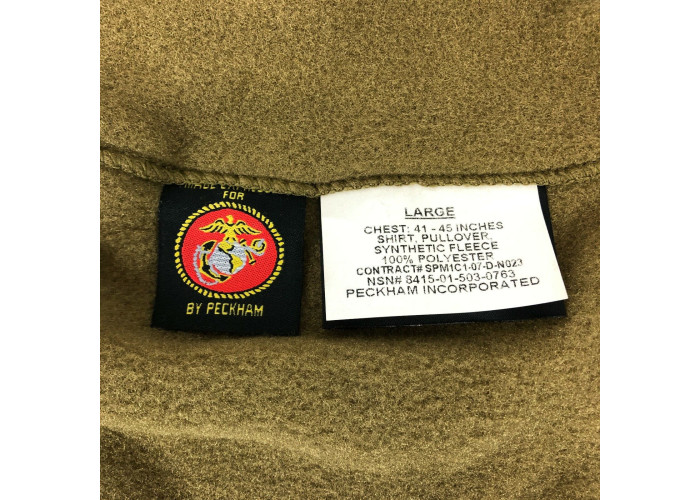 FOR
BY PECKHAM
LARGE
CHEST: 41 - 45 INCHES
SHIRT, PULLOVER,
SYNTHETIC FLEECE
100% POLYESTER
CONTRACT# SPM1C1-07-D-N023
NSN# 8415-01-503-0763
PECKHAM INCORPORATED